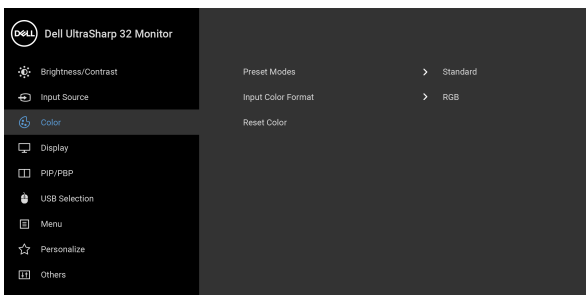 DELL Dell UltraSharp 32 Monitor
Brightness/Contrast
Input Source
Color
Display
PIP/PBP
USB Selection
Menu
Personalize
Others
Preset Modes > Standard
Input Color Format > RGB
Reset Color